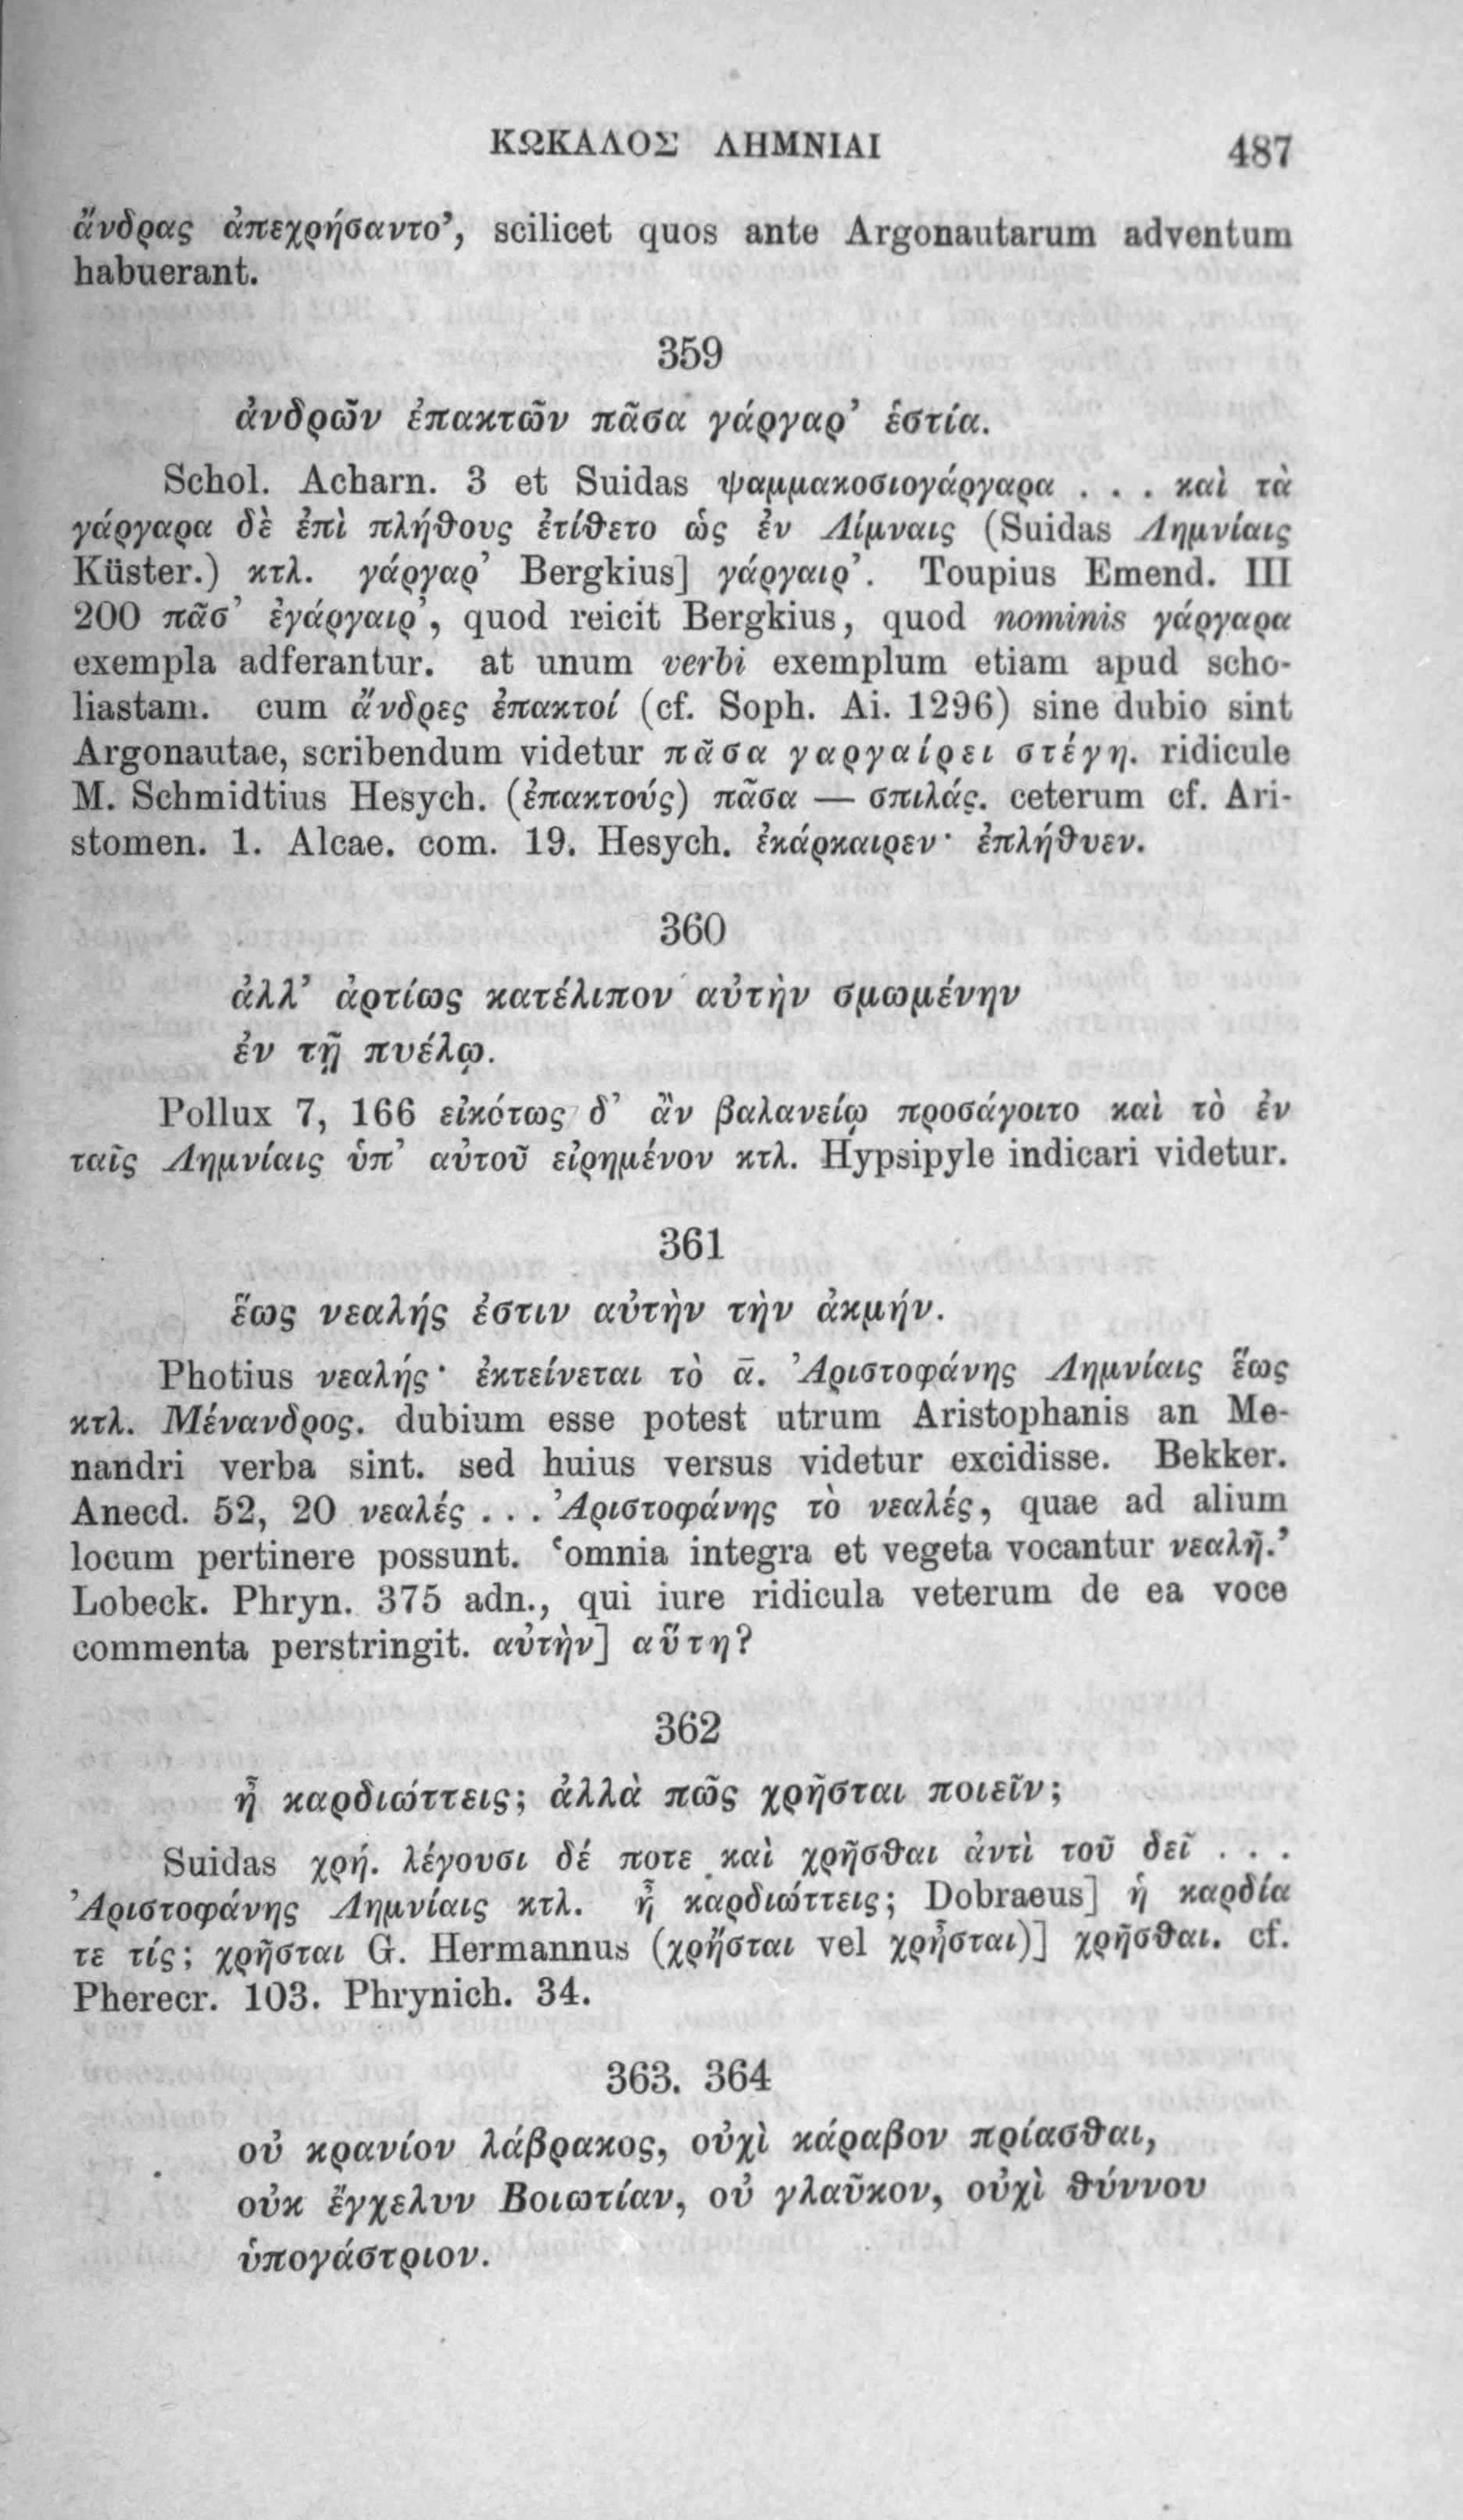 ΚΩΚΑΛΟΣ ΛΗΜΝΙΑΙ 487
ἄνδρας ἀπεχρήσαντο’, scilicet quos ante Argonautarum adventum
habuerant.
359
ἀνδρῶν ἐπακτῶν πᾶσα γάργαρ’ ἑστία.
Schol. Acharn. 3 et Suidas ψαμμακοσιογάργαρα . . . καὶ τὰ
γάργαρα δὲ ἐπὶ πλήθους ἐτίθετο ὡς ἐν Λίμναις (Suidas Λημνίαις
Küster.) κτλ. γάργαρ’ Bergkius] γάργαιρ’. Toupius Emend. III
200 πᾶσ’ ἐγάργαιρ’, quod reicit Bergkius, quod nominis γάργαρα
exempla adferantur. at unum verbi exemplum etiam apud scho-
liastam. cum ἄνδρες ἐπακτοί (cf. Soph. Ai. 1296) sine dubio sint
Argonautae, scribendum videtur πᾶσα γαργαίρει στέγη. ridicule
M. Schmidtius Hesych. (ἐπακτούς) πᾶσα — σπιλάς. ceterum cf. Ari-
stomen. 1. Alcae. com. 19. Hesych. ἐκάρκαιρεν· ἐπλήθυεν.
360
ἀλλ’ ἀρτίως κατέλιπον αὐτὴν σμωμένην
ἐν τῇ πυέλῳ.
Pollux 7, 166 εἰκότως δ’ ἂν βαλανείῳ προσάγοιτο καὶ τὸ ἐν
ταῖς Λημνίαις ὑπ’ αὐτοῦ εἰρημένον κτλ. Hypsipyle indicari videtur.
361
ἕως νεαλής ἐστιν αὐτὴν τὴν ἀκμήν.
Photius νεαλής· ἐκτείνεται τὸ ᾱ. Ἀριστοφάνης Λημνίαις ἕως
κτλ. Μένανδρος. dubium esse potest utrum Aristophanis an Me-
nandri verba sint. sed huius versus videtur excidisse. Bekker.
Anecd. 52, 20 νεαλές . . . Ἀριστοφάνης τὸ νεαλές, quae ad alium
locum pertinere possunt. ‘omnia integra et vegeta vocantur νεαλῆ.’
Lobeck. Phryn. 375 adn., qui iure ridicula veterum de ea voce
commenta perstringit. αὐτὴν] αὕτη?
362
ἦ καρδιώττεις; ἀλλὰ πῶς χρῆσται ποιεῖν;
Suidas χρή. λέγουσι δέ ποτε καὶ χρῆσθαι ἀντὶ τοῦ δεῖ . . .
Ἀριστοφάνης Λημνίαις κτλ. ἦ καρδιώττεις; Dobraeus] ἡ καρδία
τε τίς; χρῆσται G. Hermannus (χρἤσται vel χρἦσται)] χρῆσθαι. cf.
Pherecr. 103. Phrynich. 34.
363. 364
οὐ κρανίον λάβρακος, οὐχὶ κάραβον πρίασθαι,
οὐκ ἔγχελυν Βοιωτίαν, οὐ γλαῦκον, οὐχὶ θύννου
ὑπογάστριον.